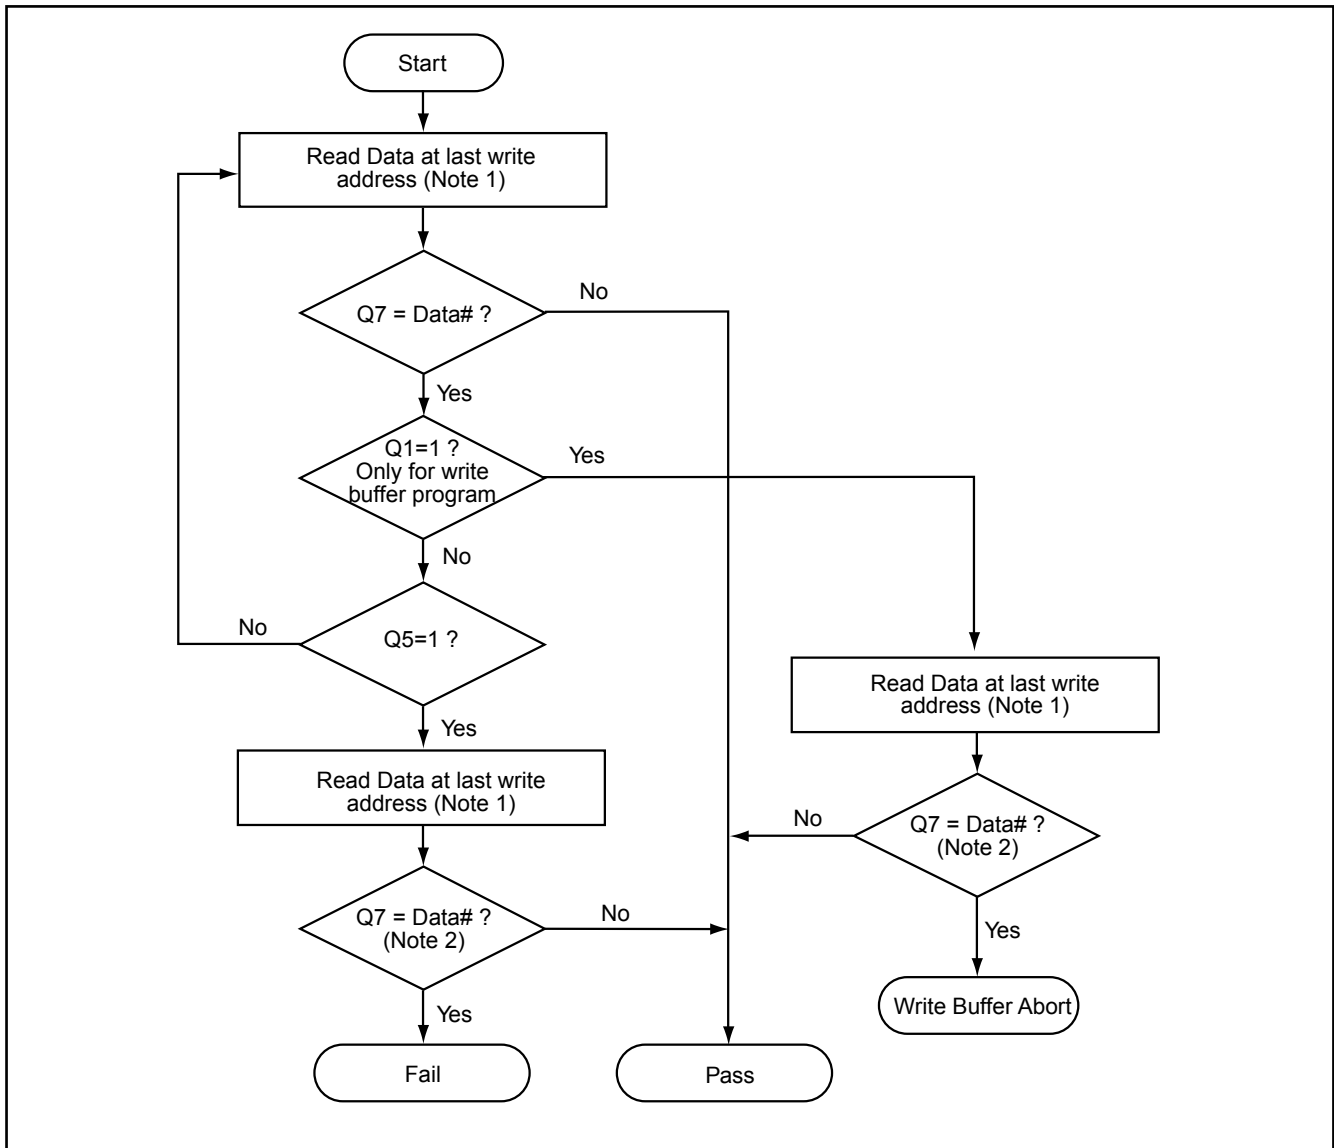 Start
Read Data at last write
address (Note 1)
Q7 = Data# ?
No
Yes
Q1=1 ?
Only for write
buffer program
Yes
No
Q5=1 ?
No
Yes
Read Data at last write
address (Note 1)
Read Data at last write
address (Note 1)
Q7 = Data# ?
(Note 2)
No
Yes
Q7 = Data# ?
(Note 2)
No
Yes
Write Buffer Abort
Fail
Pass